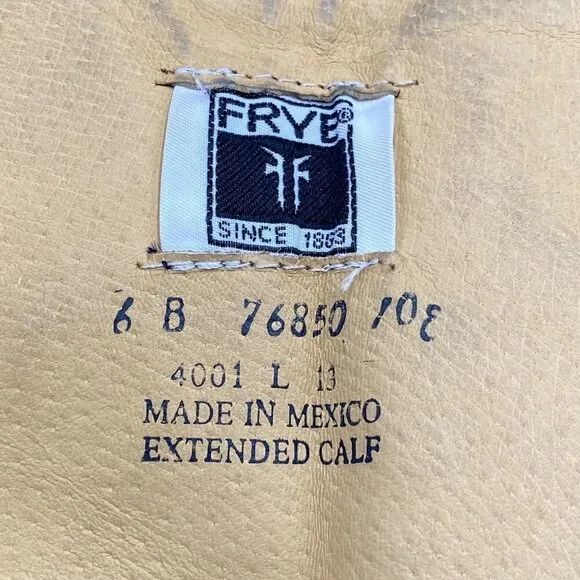 FRYE®
SINCE 1863
6 B 76850 10E
4001 L 13
MADE IN MEXICO
EXTENDED CALF